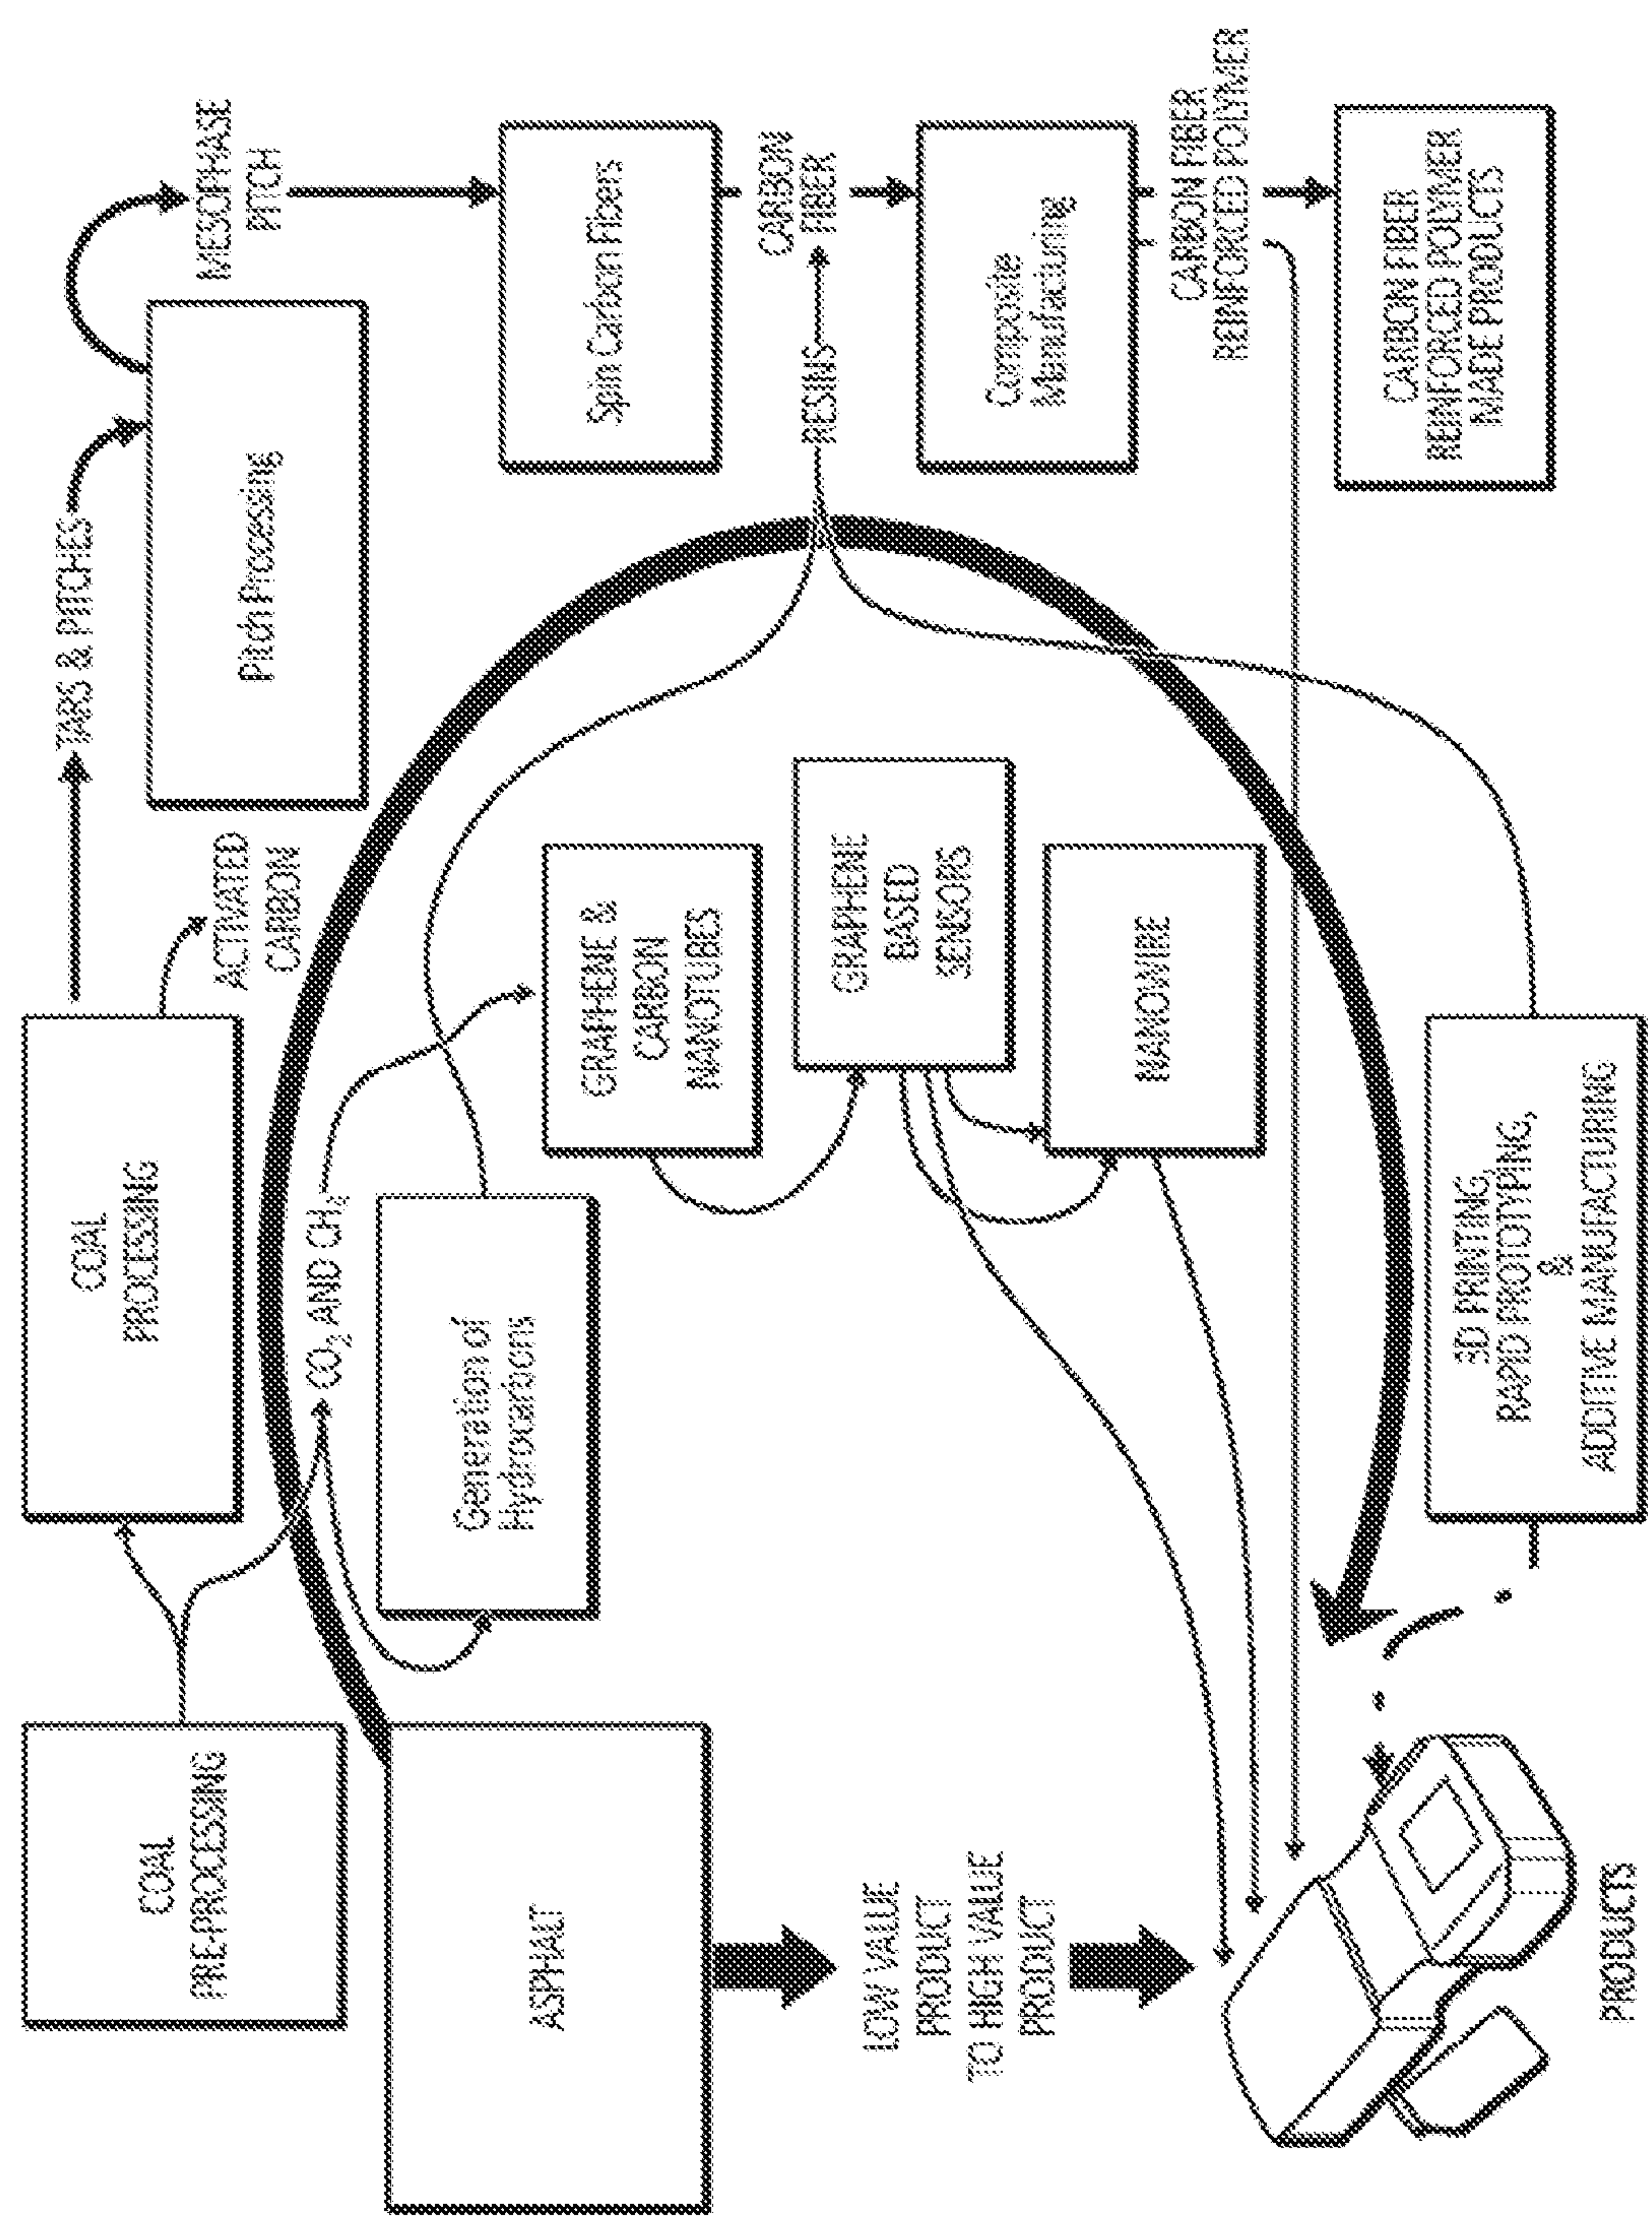 COAL
PRE-PROCESSING
COAL
PROCESSING
TARS & PITCHES
ACTIVATED
CARBON
Pitch Processing
MESOPHASE
PITCH
ASPHALT
CO2 AND CH4
Generation of
Hydrocarbons
GRAPHENE &
CARBON
NANOTUBES
Spin Carbon Fibers
RESINS
CARBON
FIBER
GRAPHENE
BASED
SENSORS
LOW VALUE
PRODUCT
TO HIGH VALUE
PRODUCT
NANOWIRE
Composite
Manufacturing
CARBON FIBER
REINFORCED POLYMER
CARBON FIBER
REINFORCED POLYMER
MADE PRODUCTS
3D PRINTING,
RAPID PROTOTYPING,
&
ADDITIVE MANUFACTURING
PRODUCTS